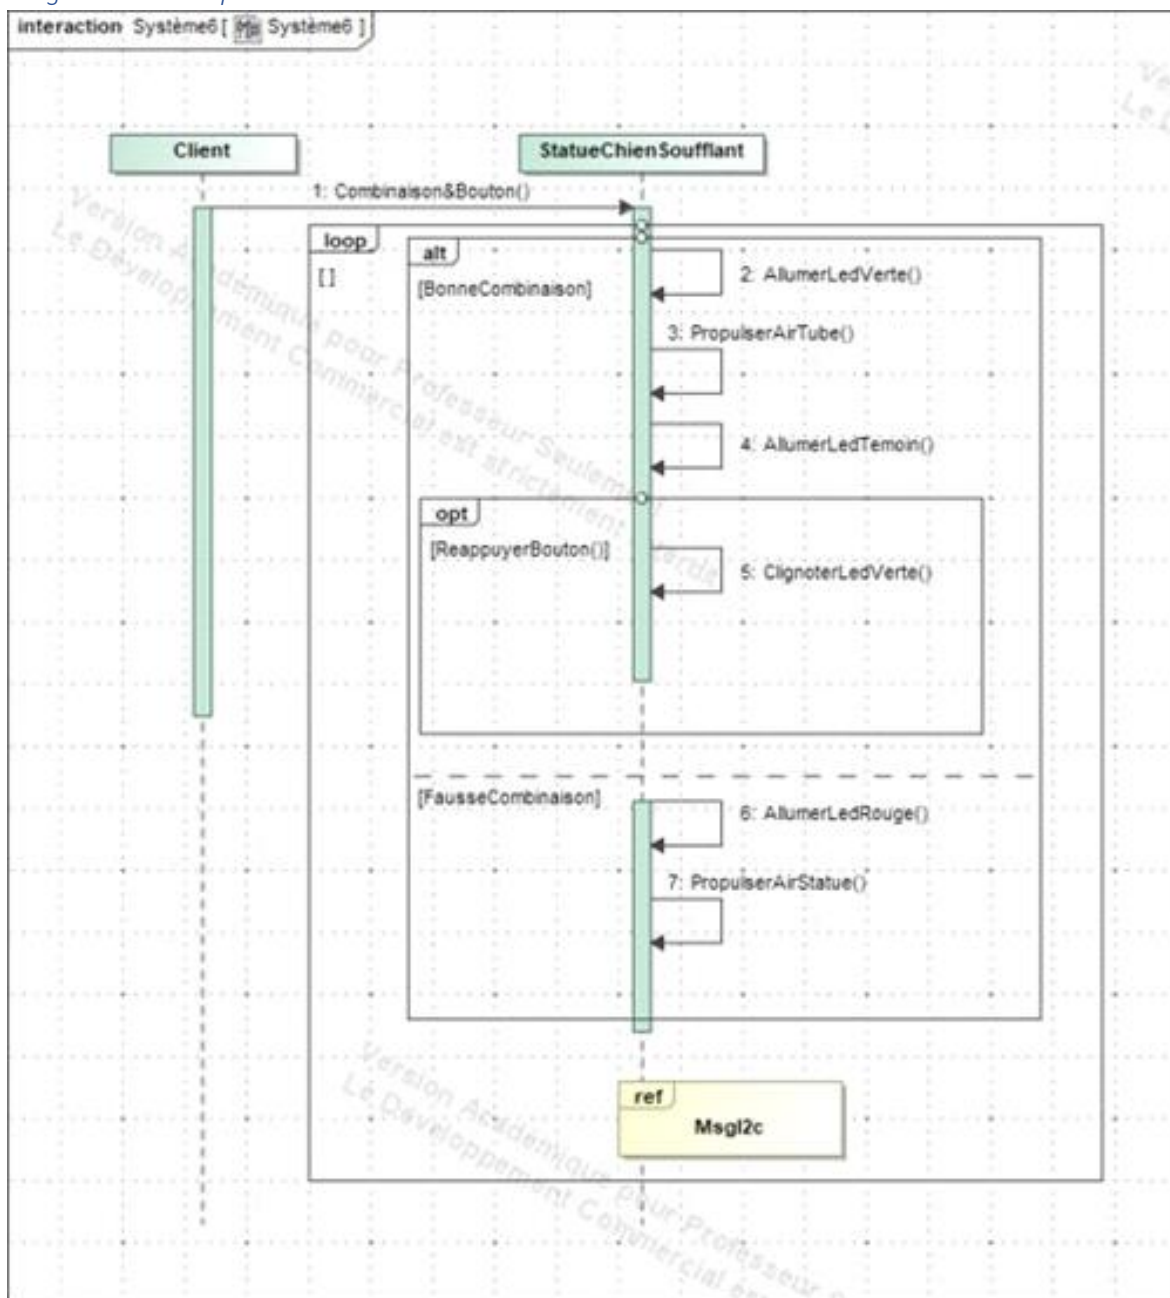 interaction Système6 [ Système6 ]
Client
StatueChienSoufflant
1: Combinaison&Bouton()
loop
[ ]
alt
[BonneCombinaison]
2: AllumerLedVerte()
3: PropulserAirTube()
4: AllumerLedTemoin()
opt
[ReappuyerBouton()]
5: ClignoterLedVerte()
[FausseCombinaison]
6: AllumerLedRouge()
7: PropulserAirStatue()
ref
MsgI2c
Version Académique pour Professeur Seulement
Le Développement Commercial est strictement
Version Académique pour Professeur
Le Développement Commercial est